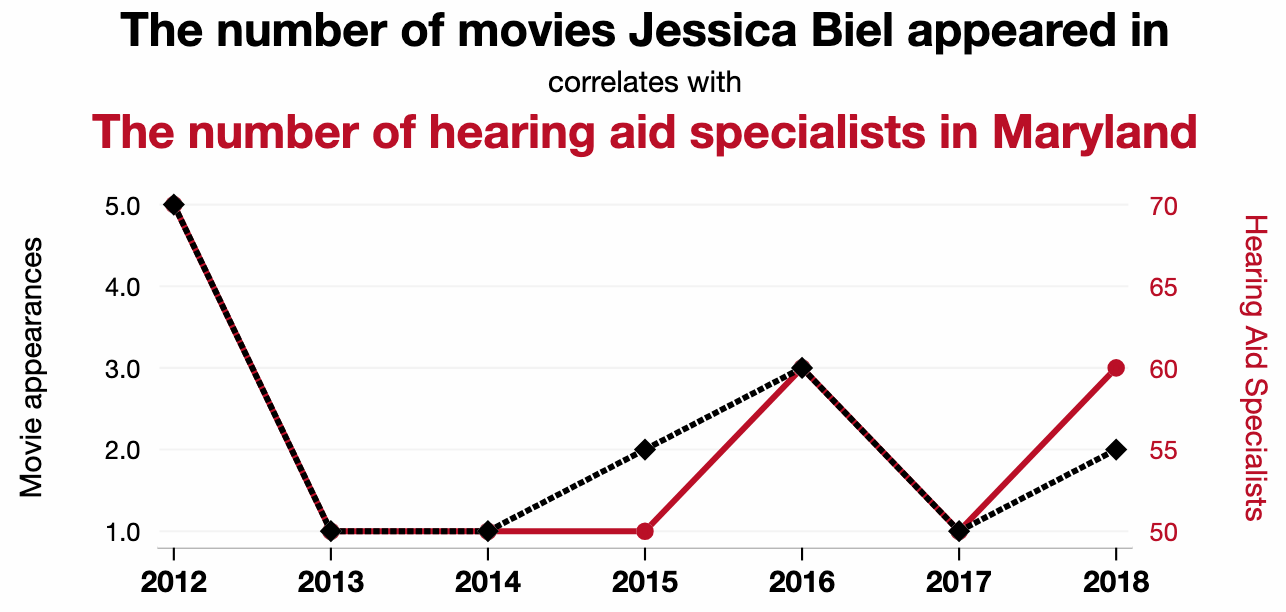 The number of movies Jessica Biel appeared in
correlates with
The number of hearing aid specialists in Maryland
Movie appearances
5.0
4.0
3.0
2.0
1.0
70
65
60
55
50
Hearing Aid Specialists
2012 2013 2014 2015 2016 2017 2018